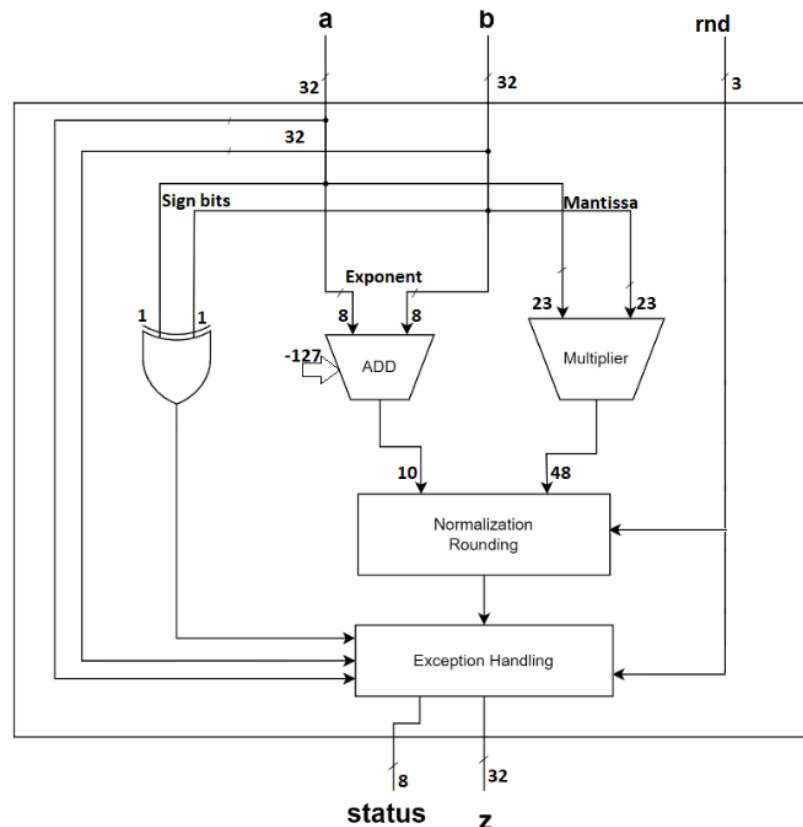 a b rnd
32 32 3
32
Sign bits Mantissa
Exponent
1 1 8 8 23 23
-127 ADD Multiplier
10 48
Normalization
Rounding
Exception Handling
8 32
status z